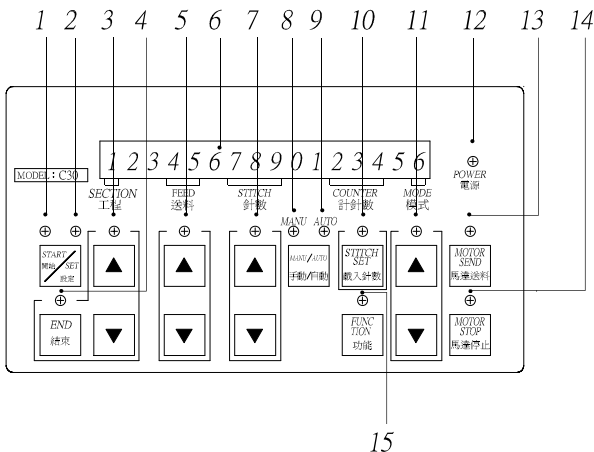 1 2 3 4 5 6 7 8 9 10 11 12 13 14
1 2 3 4 5 6 7 8 9 0 1 2 3 4 5 6
MODEL: C30
SECTION FEED STITCH COUNTER MODE
工程 送料 針數 計針數 模式
POWER
電源
MANU AUTO
START
開始
SET
設定
MANU/AUTO
手動/自動
STITCH
SET
載入針數
MOTOR
SEND
馬達送料
END
結束
FUNC
TION
功能
MOTOR
STOP
馬達停止
15